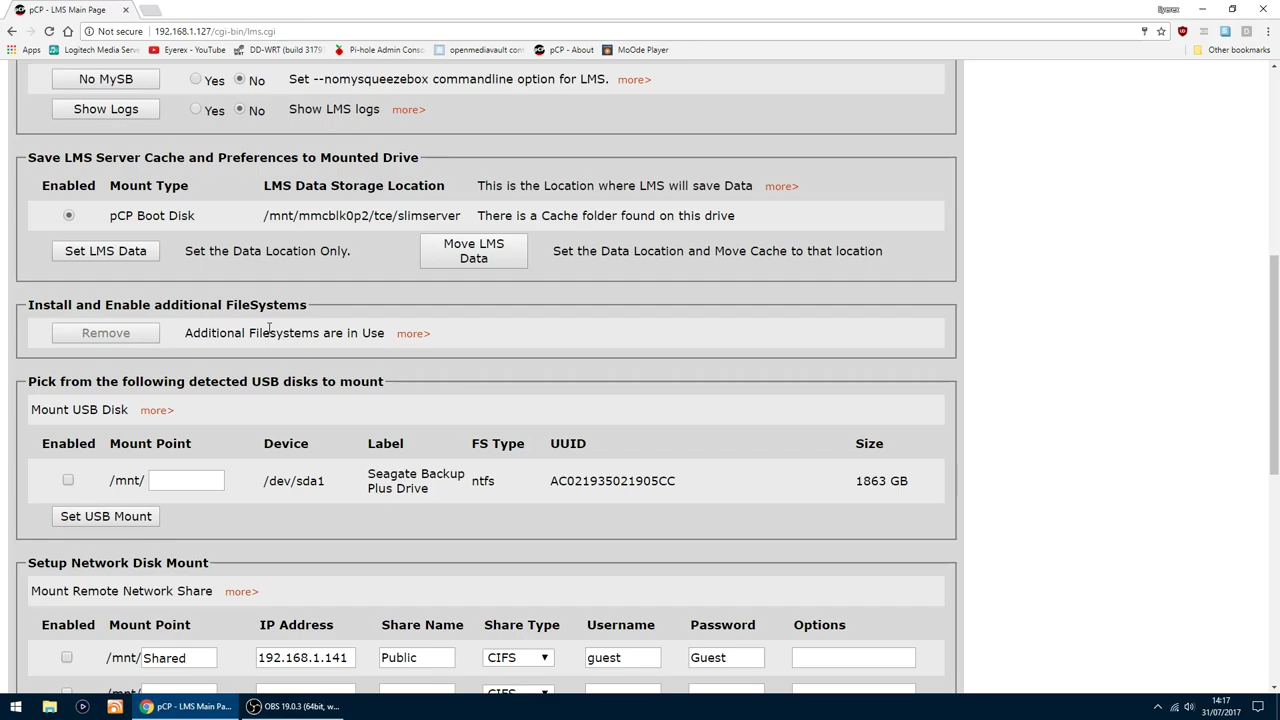 pCP - LMS Main Page
Eyerex
Not secure 192.168.1.127/cgi-bin/lms.cgi
Apps Logitech Media Serv Eyerex - YouTube DD-WRT (build 3179 Pi-hole Admin Conso openmediavault com pCP - About MoOde Player Other bookmarks
No MySB Yes No Set --nomysqueezebox commandline option for LMS. more>
Show Logs Yes No Show LMS logs more>
Save LMS Server Cache and Preferences to Mounted Drive
Enabled Mount Type LMS Data Storage Location This is the Location where LMS will save Data more>
pCP Boot Disk /mnt/mmcblk0p2/tce/slimserver There is a Cache folder found on this drive
Set LMS Data Set the Data Location Only. Move LMS Data Set the Data Location and Move Cache to that location
Install and Enable additional FileSystems
Remove Additional Filesystems are in Use more>
Pick from the following detected USB disks to mount
Mount USB Disk more>
Enabled Mount Point Device Label FS Type UUID Size
/mnt/ /dev/sda1 Seagate Backup Plus Drive ntfs AC021935021905CC 1863 GB
Set USB Mount
Setup Network Disk Mount
Mount Remote Network Share more>
Enabled Mount Point IP Address Share Name Share Type Username Password Options
/mnt/ Shared 192.168.1.141 Public CIFS guest Guest
pCP - LMS Main Pa... OBS 19.0.3 (64bit, w... 14:17
31/07/2017